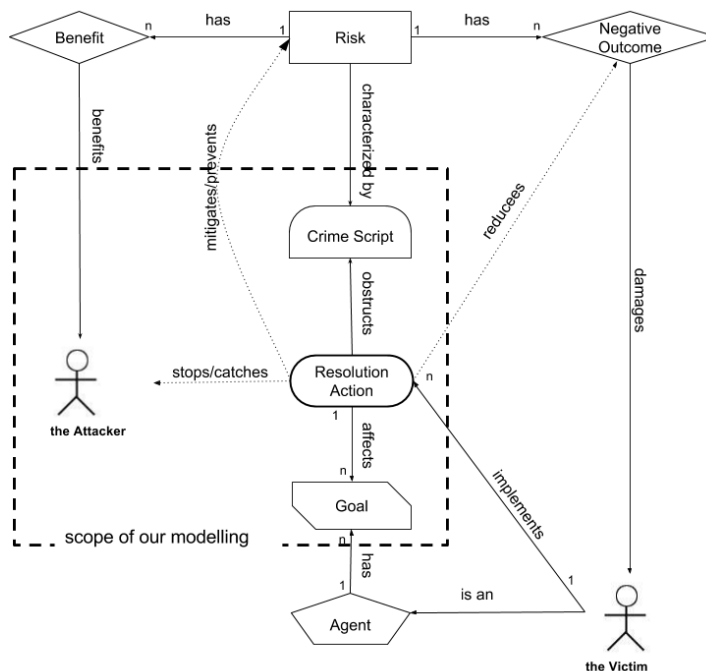 has
has
n
1
1
n
Benefit
Risk
Negative
Outcome
benefits
characterized by
mitigates/prevents
reducees
Crime Script
obstructs
damages
stops/catches
Resolution
Action
n
the Attacker
1
affects
implements
n
Goal
scope of our modelling
n
has
1
1
is an
Agent
the Victim